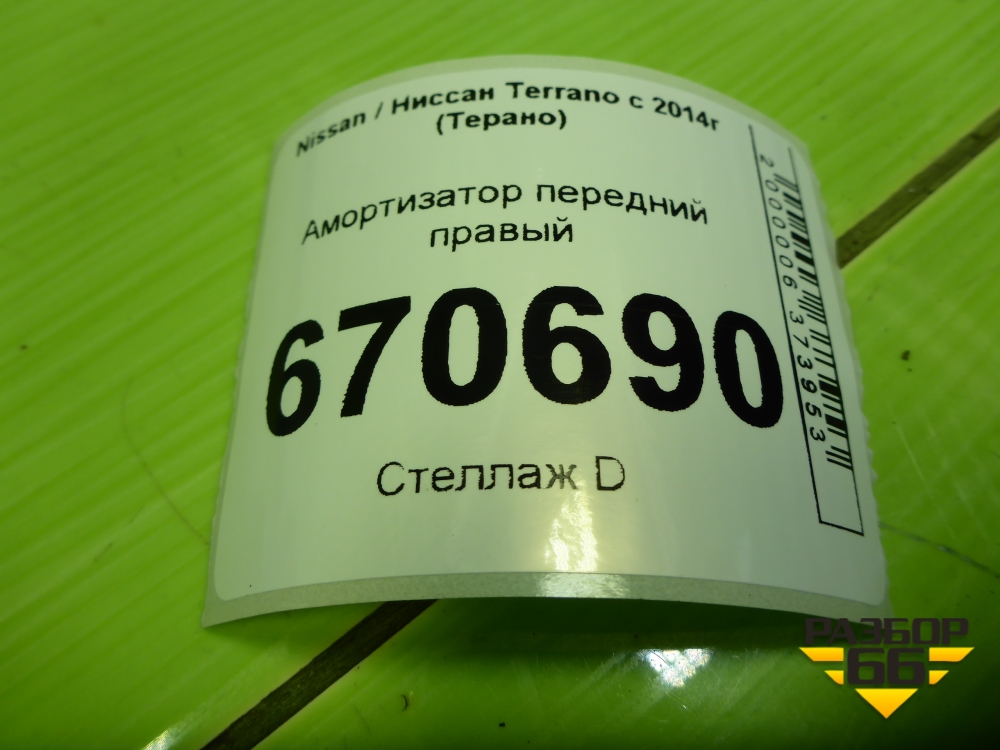 Nissan / Ниссан Terrano с 2014г
(Терано)
Амортизатор передний
правый
670690
Стеллаж D
2000006373953
РАЗБОР
66